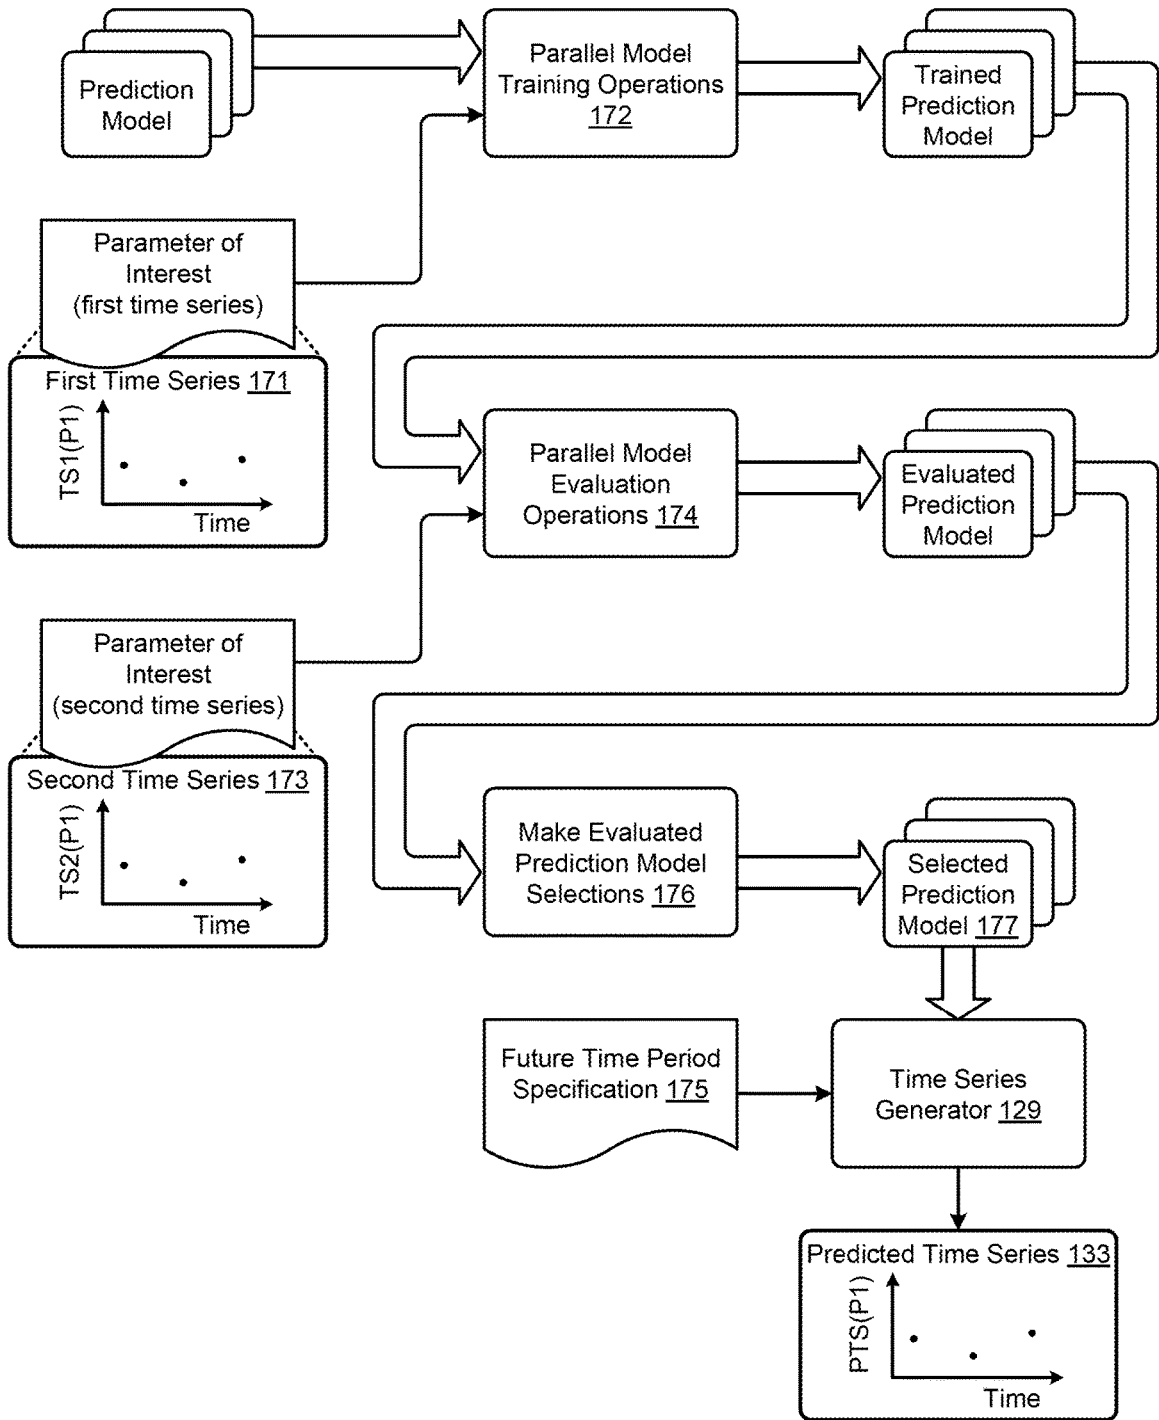 Prediction
Model
Parallel Model
Training Operations
172
Trained
Prediction
Model
Parameter of
Interest
(first time series)
First Time Series 171
TS1(P1)
Time
Parallel Model
Evaluation
Operations 174
Evaluated
Prediction
Model
Parameter of
Interest
(second time series)
Second Time Series 173
TS2(P1)
Time
Make Evaluated
Prediction Model
Selections 176
Selected
Prediction
Model 177
Future Time Period
Specification 175
Time Series
Generator 129
Predicted Time Series 133
PTS(P1)
Time